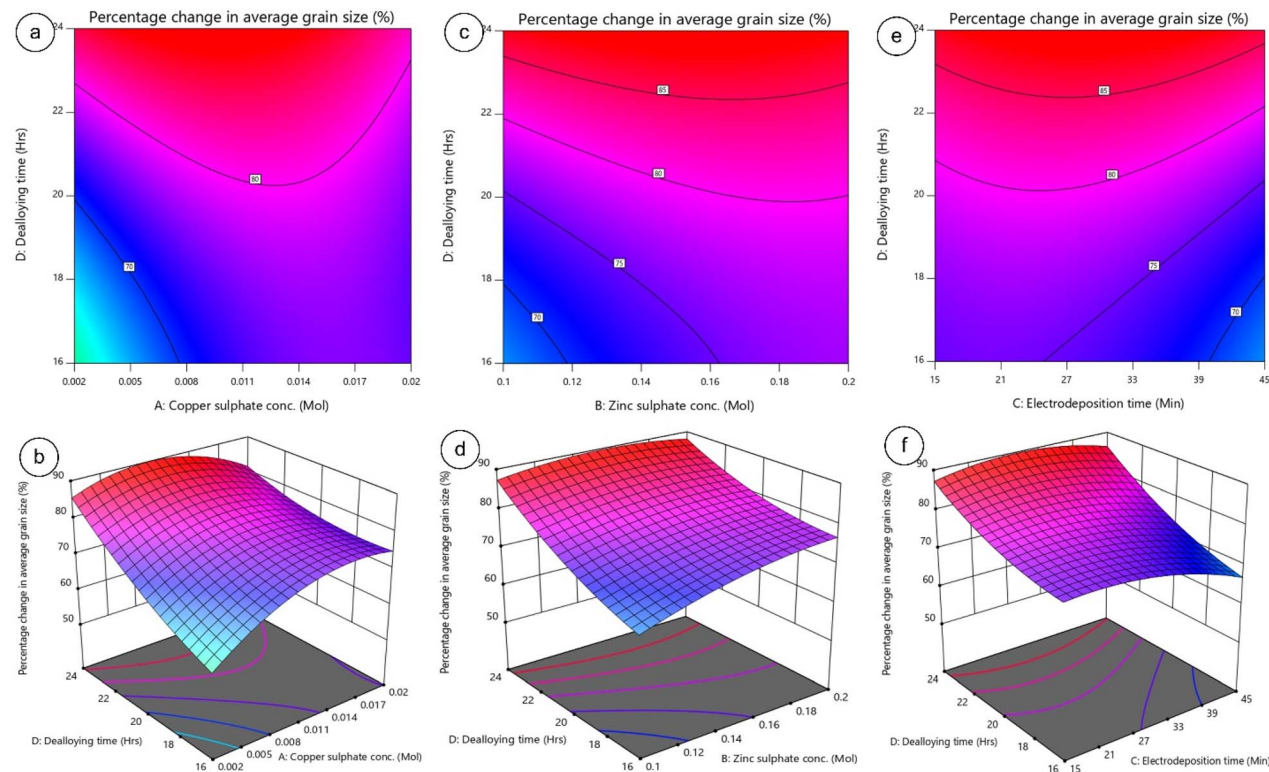 a
Percentage change in average grain size (%)
D: Dealloying time (Hrs)
24
22
20
18
16
80
70
0.002 0.005 0.008 0.011 0.014 0.017 0.02
A: Copper sulphate conc. (Mol)
c
Percentage change in average grain size (%)
D: Dealloying time (Hrs)
24
22
20
18
16
85
80
75
70
0.1 0.12 0.14 0.16 0.18 0.2
B: Zinc sulphate conc. (Mol)
e
Percentage change in average grain size (%)
D: Dealloying time (Hrs)
24
22
20
18
16
85
80
75
70
15 21 27 33 39 45
C: Electrodeposition time (Min)
b
Percentage change in average grain size (%)
90
80
70
60
50
24
22
20
18
16
D: Dealloying time (Hrs)
0.002
0.005
0.008
0.011
0.014
0.017
0.02
A: Copper sulphate conc. (Mol)
d
Percentage change in average grain size (%)
90
80
70
60
50
24
22
20
18
16
D: Dealloying time (Hrs)
0.1
0.12
0.14
0.16
0.18
0.2
B: Zinc sulphate conc. (Mol)
f
Percentage change in average grain size (%)
90
80
70
60
50
24
22
20
18
16
D: Dealloying time (Hrs)
15
21
27
33
39
45
C: Electrodeposition time (Min)